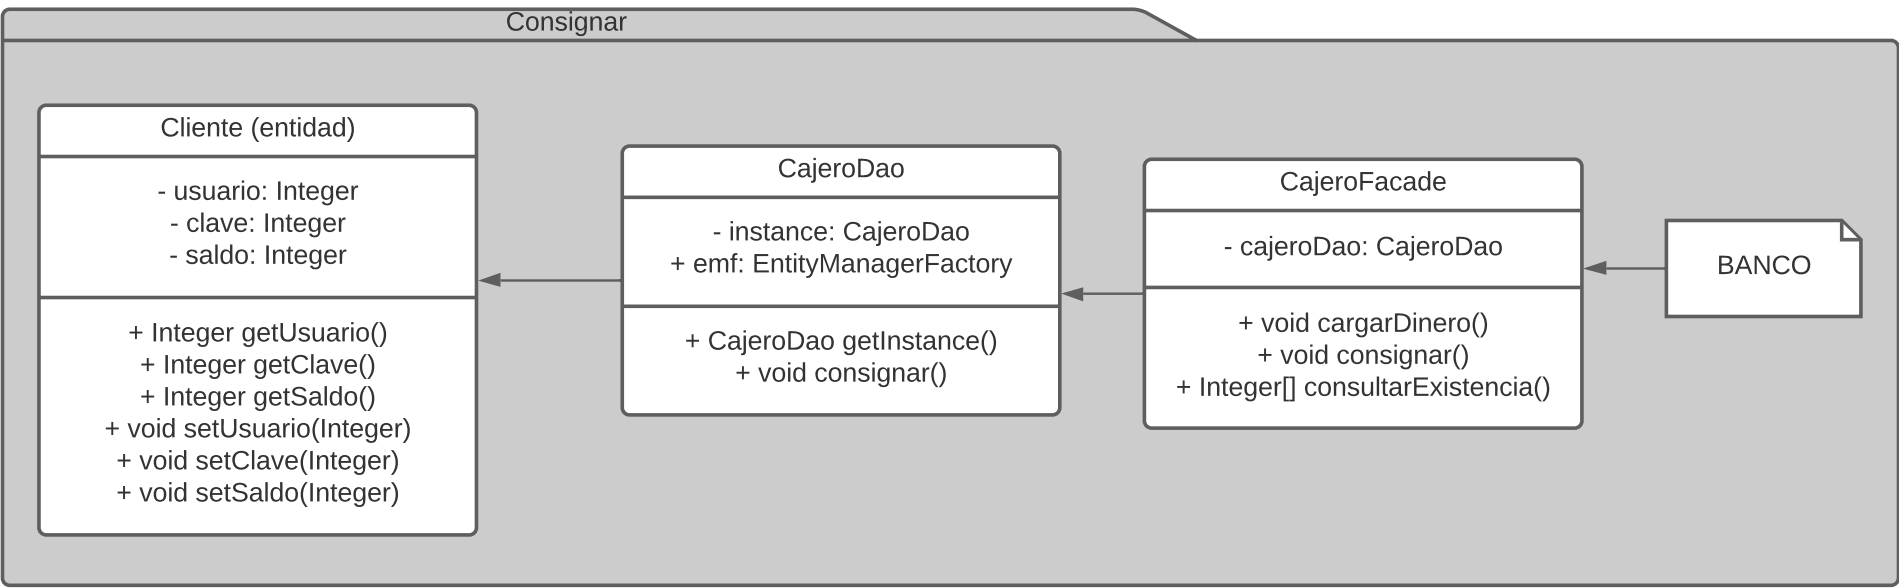 Consignar
Cliente (entidad)
- usuario: Integer
- clave: Integer
- saldo: Integer
+ Integer getUsuario()
+ Integer getClave()
+ Integer getSaldo()
+ void setUsuario(Integer)
+ void setClave(Integer)
+ void setSaldo(Integer)
CajeroDao
- instance: CajeroDao
+ emf: EntityManagerFactory
+ CajeroDao getInstance()
+ void consignar()
CajeroFacade
- cajeroDao: CajeroDao
+ void cargarDinero()
+ void consignar()
+ Integer[] consultarExistencia()
BANCO